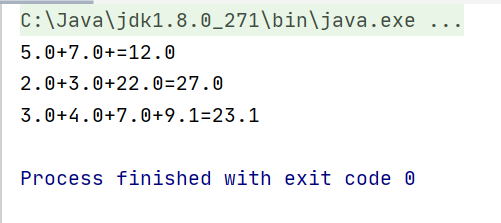 C:\Java\jdk1.8.0_271\bin\java.exe ...
5.0+7.0+=12.0
2.0+3.0+22.0=27.0
3.0+4.0+7.0+9.1=23.1
Process finished with exit code 0